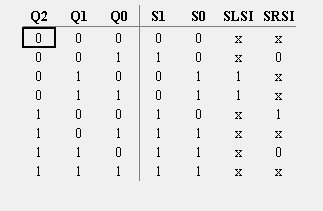 Q2 Q1 Q0 S1 S0 SLSI SRSI
0 0 0 0 0 x x
0 0 1 1 0 x 0
0 1 0 0 1 1 x
0 1 1 0 1 1 x
1 0 0 1 0 x 1
1 0 1 1 1 x x
1 1 0 1 1 x 0
1 1 1 1 1 x x